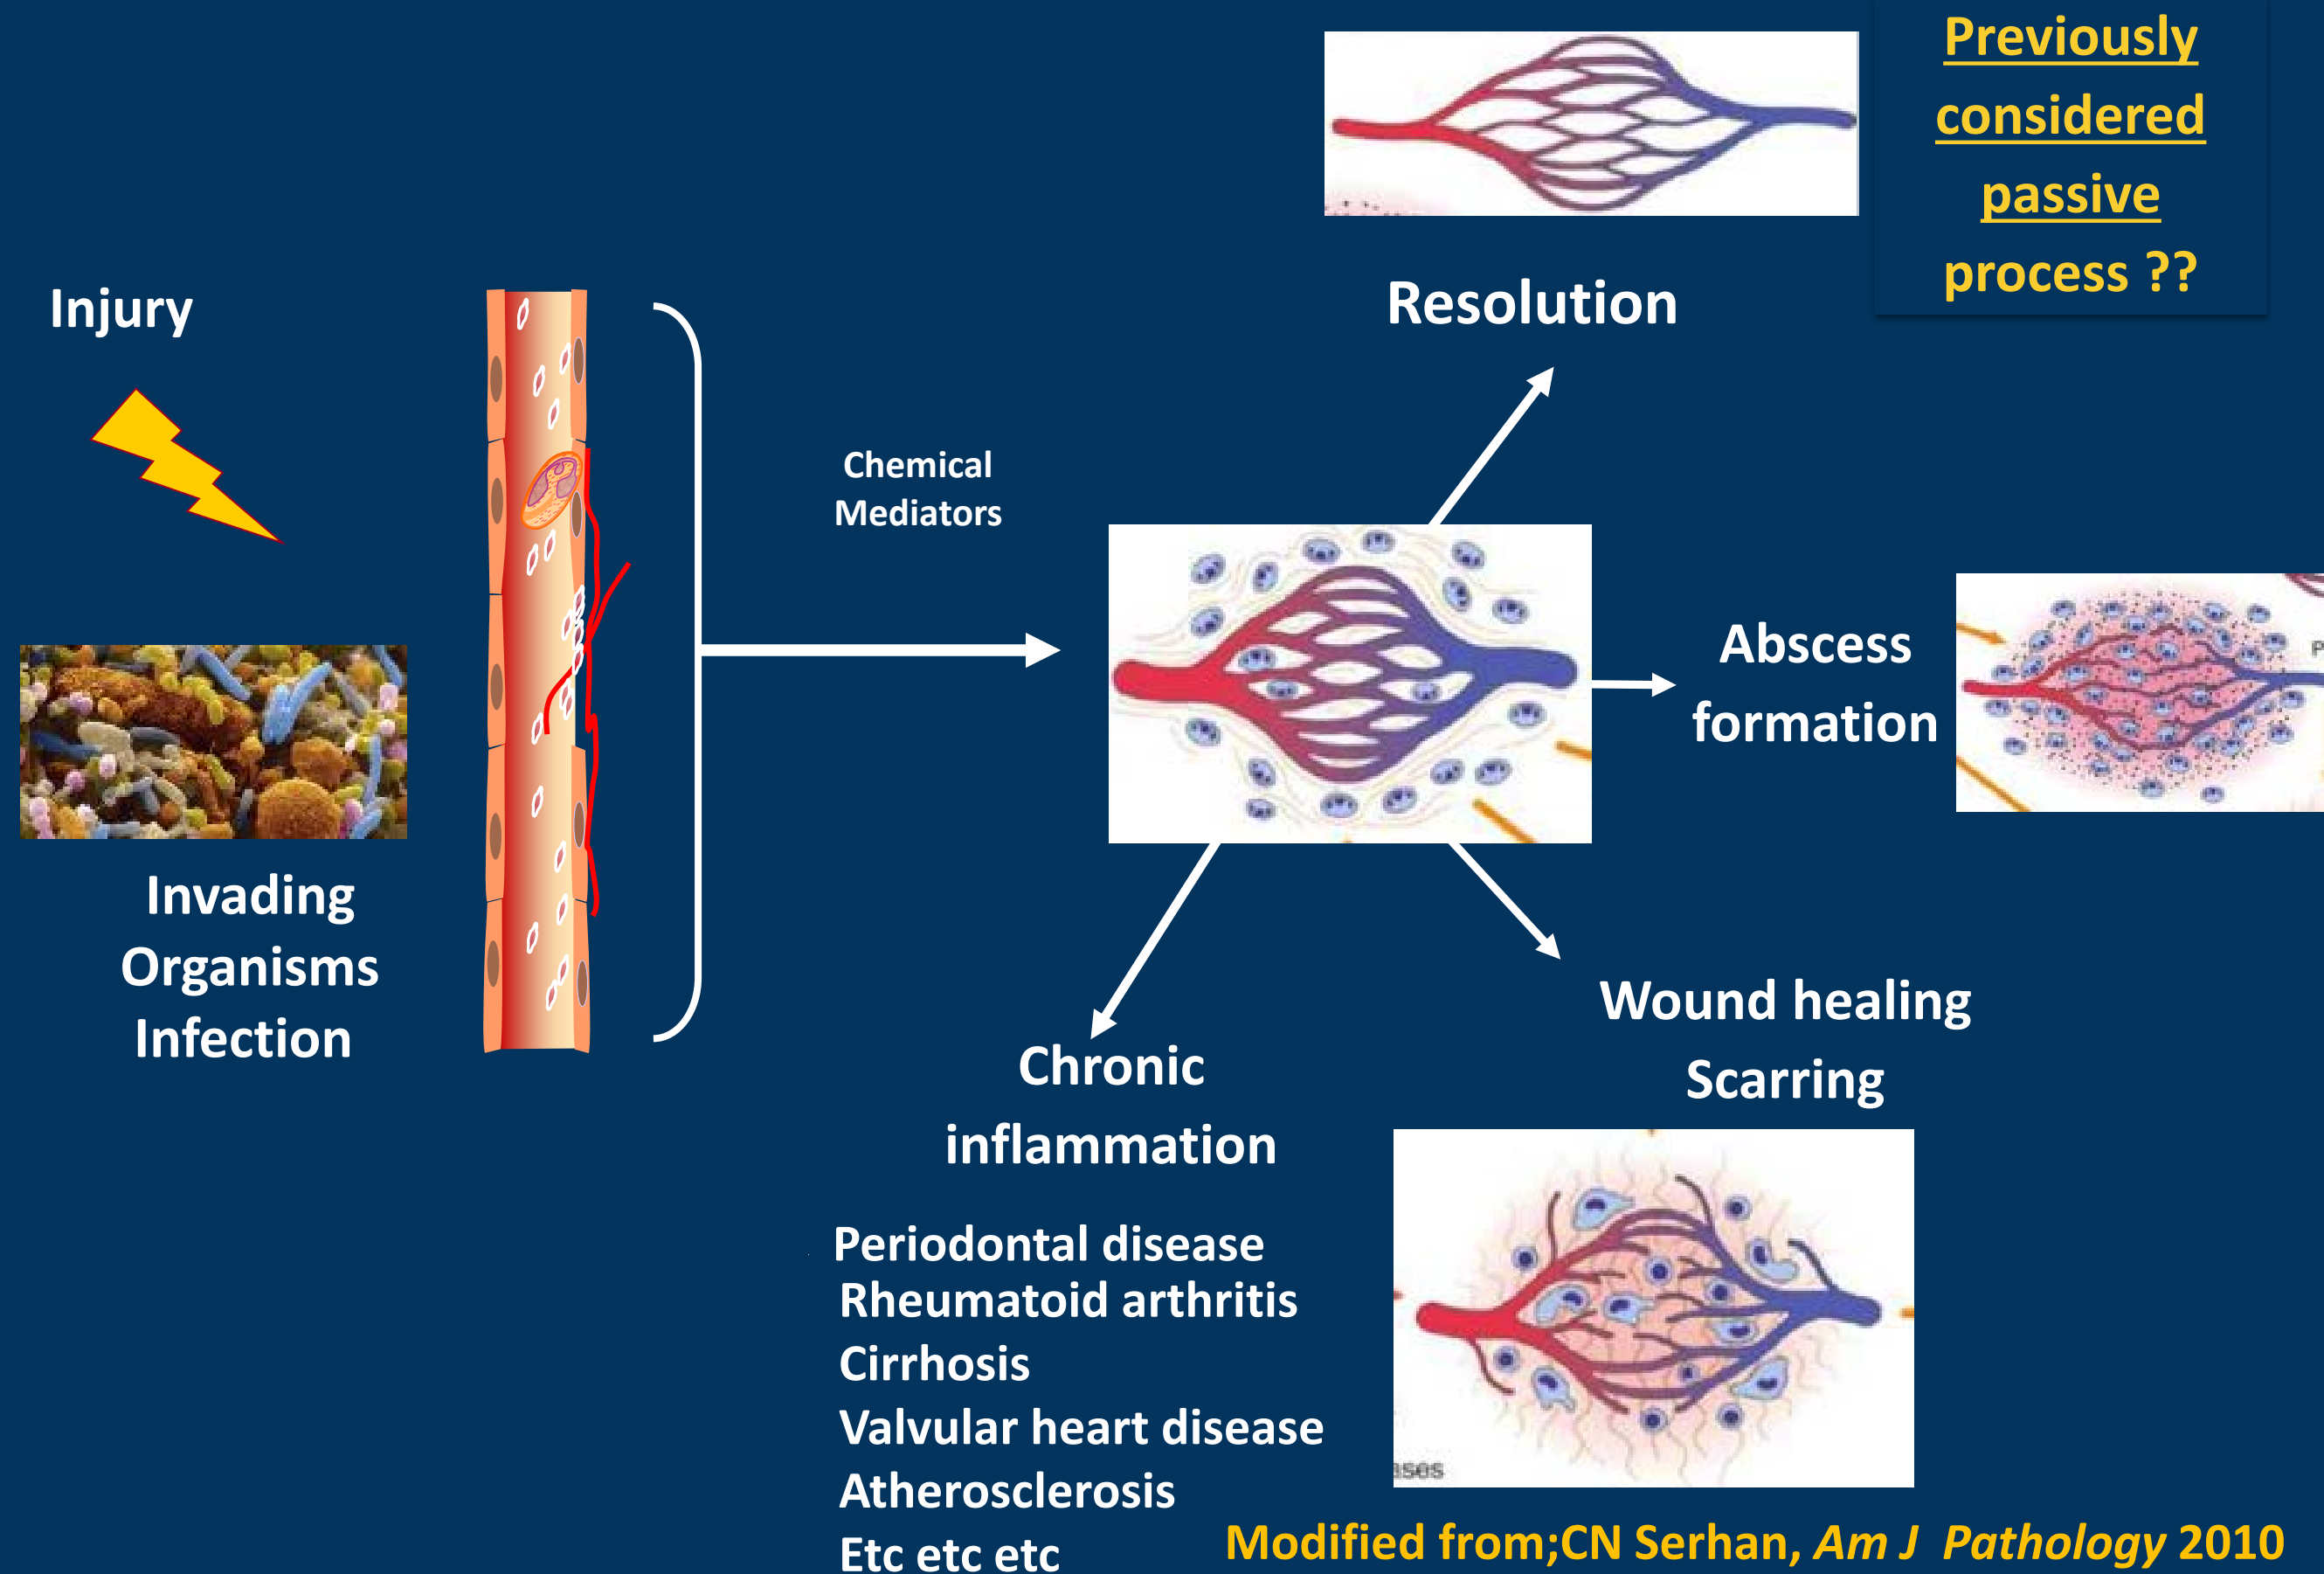 Previously
considered
passive
process ??
Injury
Resolution
Chemical
Mediators
Abscess
formation
P
Invading
Organisms
Infection
Wound healing
Scarring
Chronic
inflammation
Periodontal disease
Rheumatoid arthritis
Cirrhosis
Valvular heart disease
Atherosclerosis
Etc etc etc
ases
Modified from;CN Serhan, Am J Pathology 2010